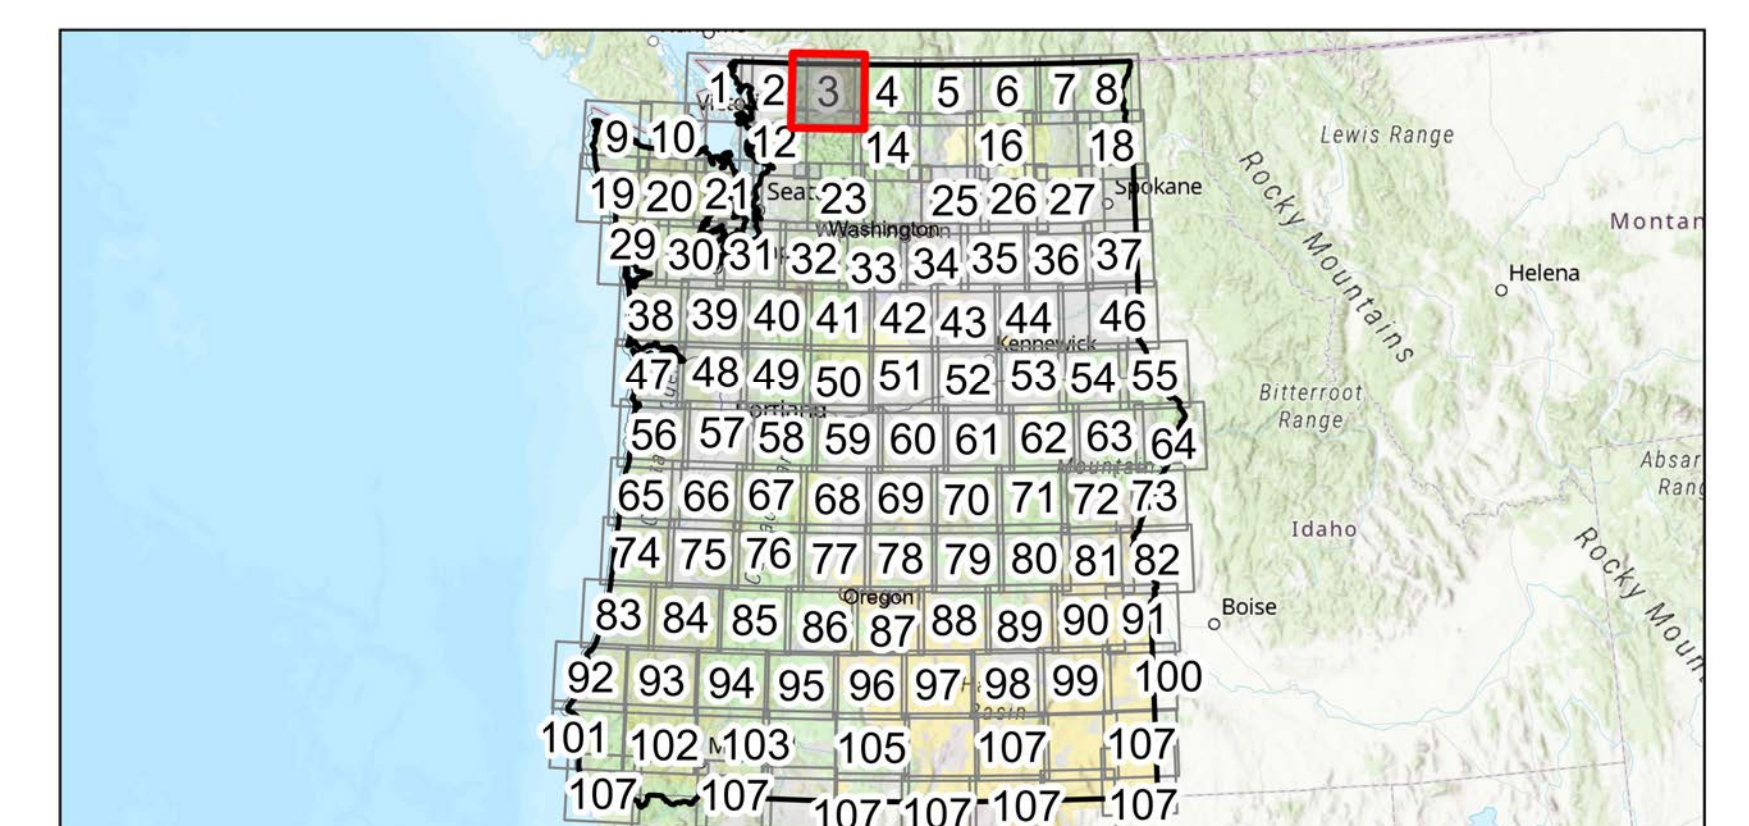 1 2 3 4 5 6 7 8
Lewis Range
9 10 12 14 16 18
19 20 21 Seat 23 25 26 27 Spokane
Rocky Mountains
Washington
Montan
29 30 31 32 33 34 35 36 37
Helena
38 39 40 41 42 43 44 46
Kennewick
47 48 49 50 51 52 53 54 55
Bitterroot
Range
Portland
56 57 58 59 60 61 62 63 64
Mountain
Absar
Rang
65 66 67 68 69 70 71 72 73
Idaho
74 75 76 77 78 79 80 81 82
Rocky Moun
Oregon
83 84 85 86 87 88 89 90 91
Boise
92 93 94 95 96 97 98 99 100
Basin
101 102 M 103 105 107 107
107 107 107 107 107 107